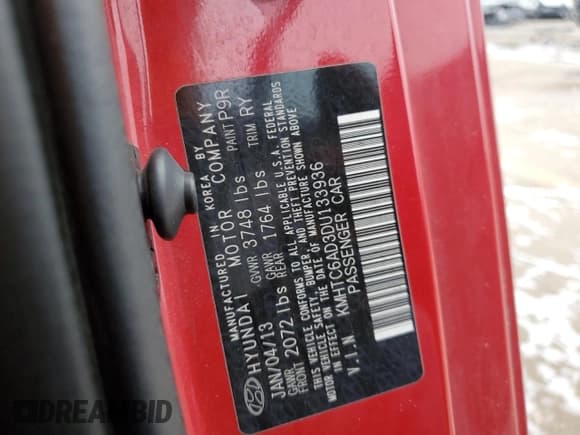 MANUFACTURED IN KOREA BY
HYUNDAI MOTOR COMPANY
JAN/04/13 GVWR 3748 lbs PAINT P9R
GAWR FRONT 2072 lbs GAWR REAR 1764 lbs TRIM RY
THIS VEHICLE CONFORMS TO ALL APPLICABLE U.S.A. FEDERAL
MOTOR VEHICLE SAFETY, BUMPER, AND THEFT PREVENTION STANDARDS
IN EFFECT ON THE DATE OF MANUFACTURE SHOWN ABOVE
V.I.N KMHTC6AD3DU133936
PASSENGER CAR
DREAMBID